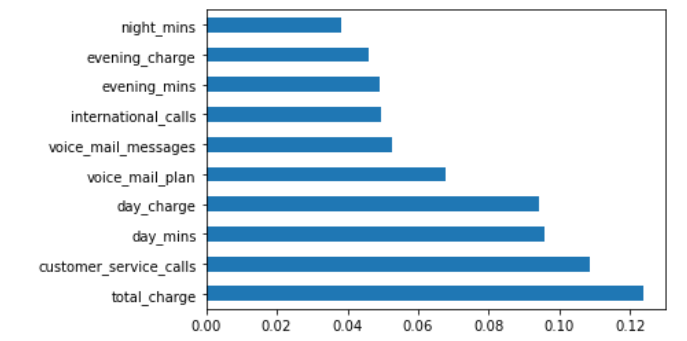 night_mins
evening_charge
evening_mins
international_calls
voice_mail_messages
voice_mail_plan
day_charge
day_mins
customer_service_calls
total_charge
0.00 0.02 0.04 0.06 0.08 0.10 0.12